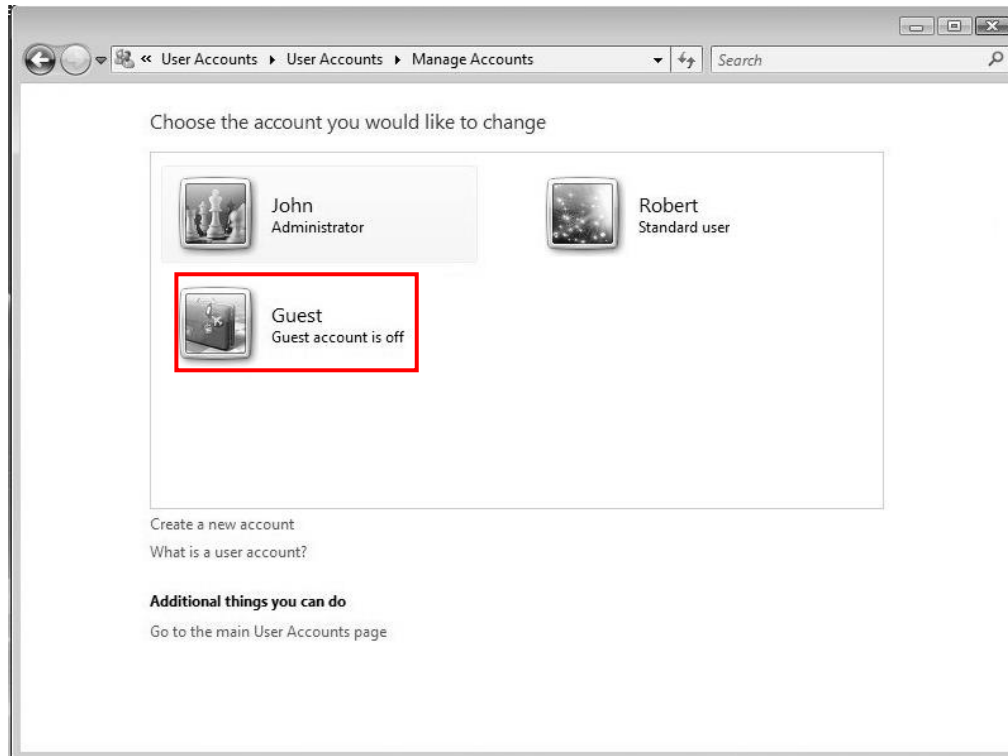 « User Accounts ▸ User Accounts ▸ Manage Accounts
Search
Choose the account you would like to change
John
Administrator
Robert
Standard user
Guest
Guest account is off
Create a new account
What is a user account?
Additional things you can do
Go to the main User Accounts page